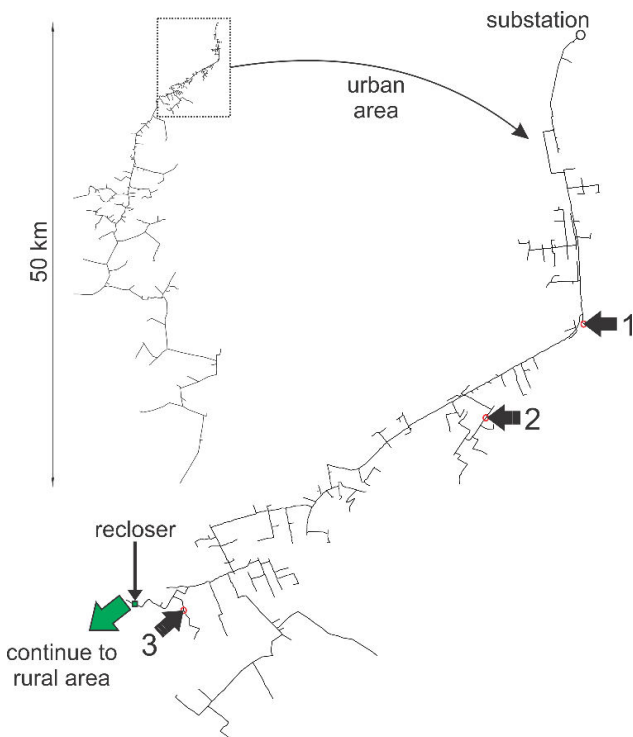 substation
urban
area
50 km
1
2
recloser
3
continue to
rural area